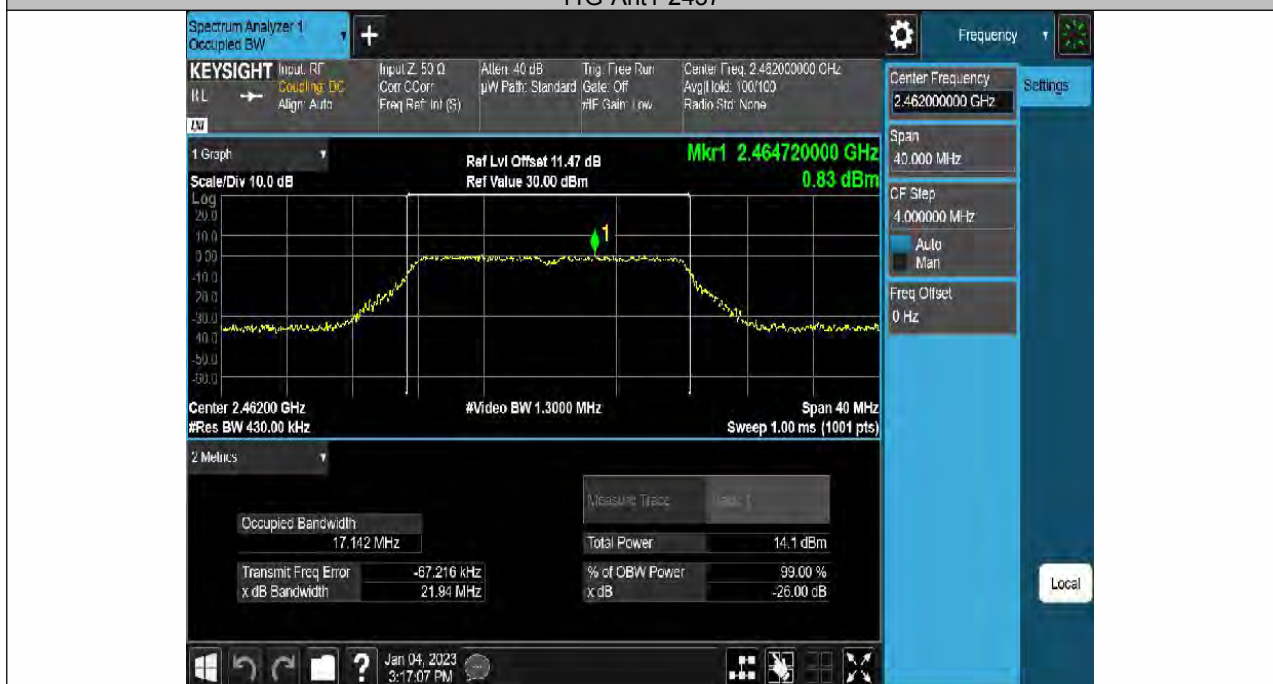 11G-Ant1-2437
Spectrum Analyzer 1
Occupied BW
Frequency
KEYSIGHT
Input: RF
Coupling: DC
Align: Auto
Input Z: 50 Ω
Corr CCorr
Freq Ref: Int (S)
Atten: 40 dB
µW Path: Standard
Trig: Free Run
Gate: Off
#IF Gain: Low
Center Freq: 2.462000000 GHz
Avg|Hold: 100/100
Radio Std: None
Center Frequency
2.462000000 GHz
Settings
Span
40.000 MHz
CF Step
4.000000 MHz
Auto
Man
Freq Offset
0 Hz
1 Graph
Scale/Div 10.0 dB
Ref Lvl Offset 11.47 dB
Ref Value 30.00 dBm
Mkr1 2.464720000 GHz
0.83 dBm
Log
20.0
10.0
0.00
-10.0
-20.0
-30.0
-40.0
-50.0
-60.0
1
Center 2.46200 GHz
#Video BW 1.3000 MHz
Span 40 MHz
#Res BW 430.00 kHz
Sweep 1.00 ms (1001 pts)
2 Metrics
Measure Trace
Trace 1
Occupied Bandwidth
17.142 MHz
Total Power
14.1 dBm
Transmit Freq Error
-67.216 kHz
% of OBW Power
99.00 %
x dB Bandwidth
21.94 MHz
x dB
-26.00 dB
Local
?
Jan 04, 2023
3:17:07 PM